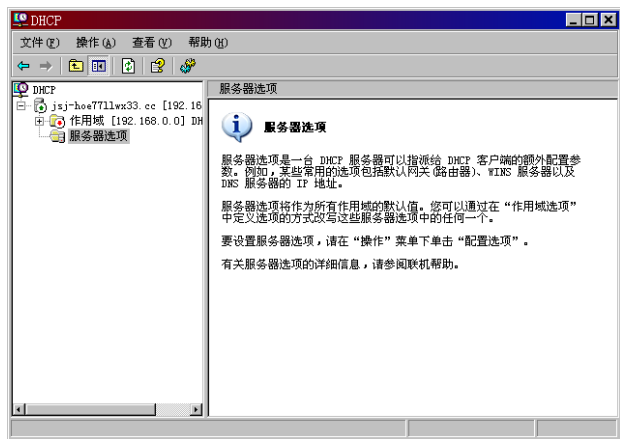 DHCP
文件(F) 操作(A) 查看(V) 帮助(H)
DHCP
jsj-hoe77llwx33.cc [192.16
作用域 [192.168.0.0] DH
服务器选项
服务器选项
服务器选项
服务器选项是一台 DHCP 服务器可以指派给 DHCP 客户端的额外配置参
数。例如，某些常用的选项包括默认网关(路由器)、WINS 服务器以及
DNS 服务器的 IP 地址。
服务器选项将作为所有作用域的默认值。您可以通过在“作用域选项”
中定义选项的方式改写这些服务器选项中的任何一个。
要设置服务器选项，请在“操作”菜单下单击“配置选项”。
有关服务器选项的详细信息，请参阅联机帮助。